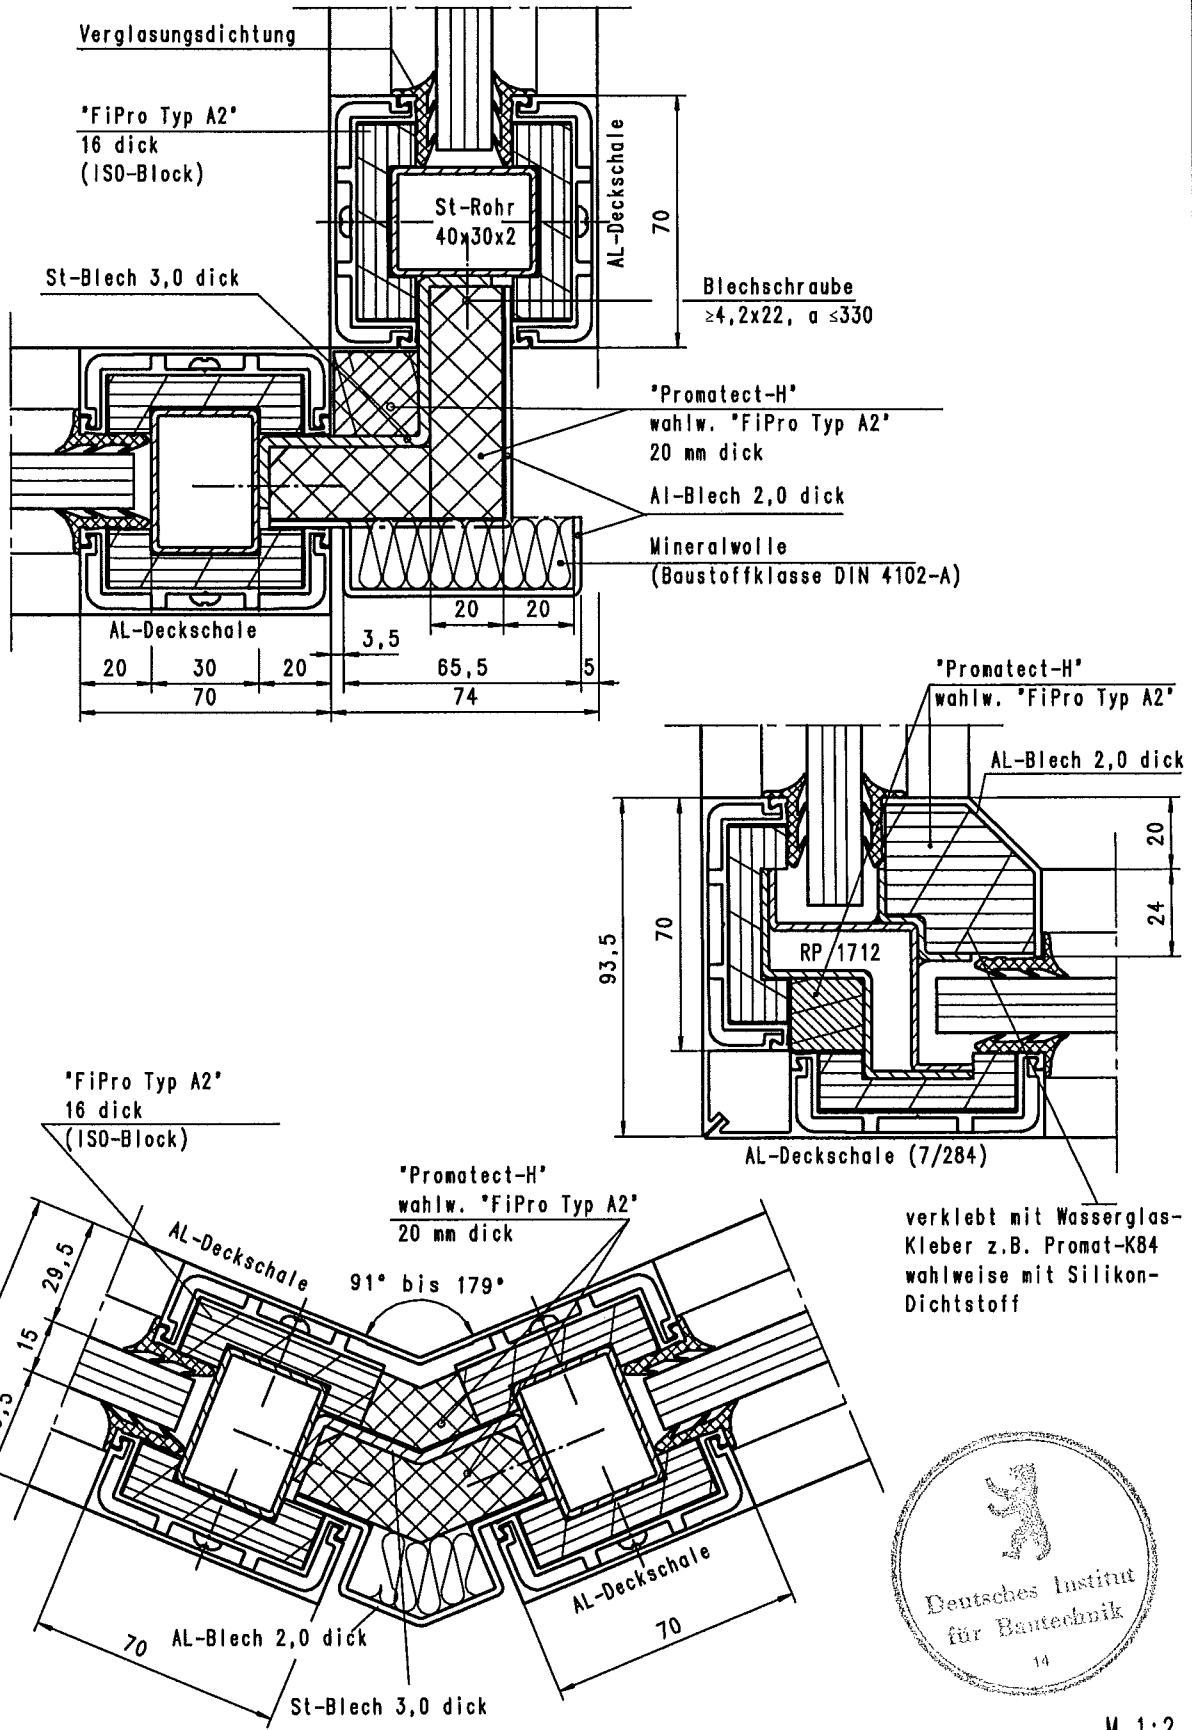 Verglasungsdichtung
"FiPro Typ A2"
16 dick
(ISO-Block)
St-Rohr
40x30x2
AL-Deckschale
70
St-Blech 3,0 dick
Blechschraube
≥4,2x22, a ≤330
"Promatect-H"
wahlw. "FiPro Typ A2"
20 mm dick
Al-Blech 2,0 dick
Mineralwolle
(Baustoffklasse DIN 4102-A)
20 20
AL-Deckschale
3,5
20 30 20 65,5 5
70 74
"Promatect-H"
wahlw. "FiPro Typ A2"
AL-Blech 2,0 dick
20
24
70
93,5
RP 1712
AL-Deckschale (7/284)
verklebt mit Wasserglas-
Kleber z.B. Promat-K84
wahlweise mit Silikon-
Dichtstoff
"FiPro Typ A2"
16 dick
(ISO-Block)
"Promatect-H"
wahlw. "FiPro Typ A2"
20 mm dick
AL-Deckschale
91° bis 179°
29,5
15
AL-Deckschale
70
70
AL-Blech 2,0 dick
St-Blech 3,0 dick
Deutsches Institut
für Bautechnik
14
M 1:2